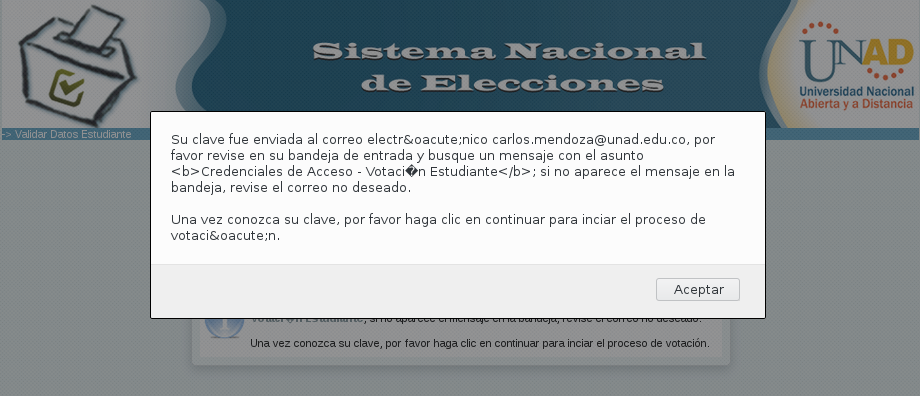 Sistema Nacional
de Elecciones
UNAD
Universidad Nacional
Abierta y a Distancia
-> Validar Datos Estudiante
Su clave fue enviada al correo electr&oacute;nico carlos.mendoza@unad.edu.co, por
favor revise en su bandeja de entrada y busque un mensaje con el asunto
<b>Credenciales de Acceso - Votaci�n Estudiante</b>; si no aparece el mensaje en la
bandeja, revise el correo no deseado.
Una vez conozca su clave, por favor haga clic en continuar para inciar el proceso de
votaci&oacute;n.
Aceptar
Votaci�n Estudiante; si no aparece el mensaje en la bandeja, revise el correo no deseado.
Una vez conozca su clave, por favor haga clic en continuar para inciar el proceso de votación.